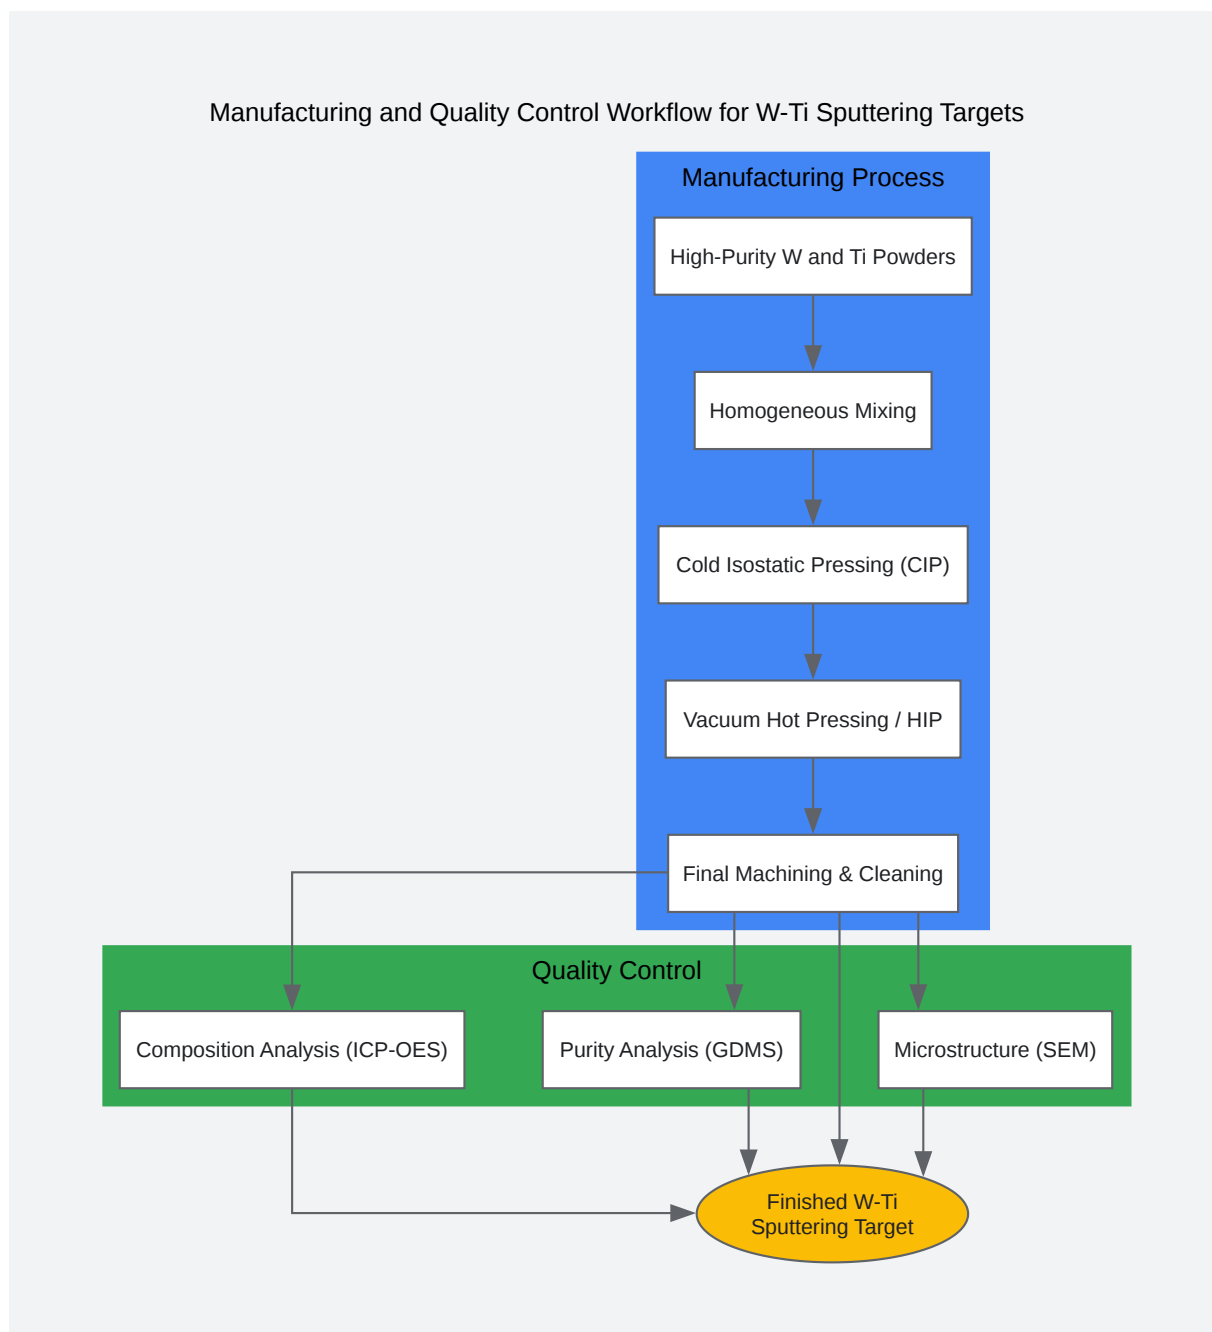 Manufacturing and Quality Control Workflow for W-Ti Sputtering Targets
Manufacturing Process
High-Purity W and Ti Powders
Homogeneous Mixing
Cold Isostatic Pressing (CIP)
Vacuum Hot Pressing / HIP
Final Machining & Cleaning
Quality Control
Composition Analysis (ICP-OES)
Purity Analysis (GDMS)
Microstructure (SEM)
Finished W-Ti
Sputtering Target